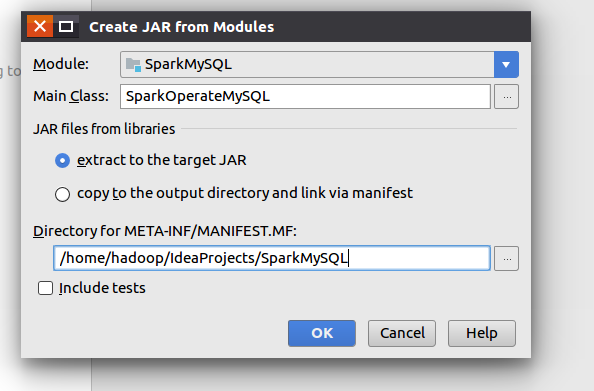 Create JAR from Modules
g to
Module: SparkMySQL
Main Class: SparkOperateMySQL ...
JAR files from libraries
extract to the target JAR
copy to the output directory and link via manifest
Directory for META-INF/MANIFEST.MF:
/home/hadoop/IdeaProjects/SparkMySQL ...
Include tests
OK Cancel Help